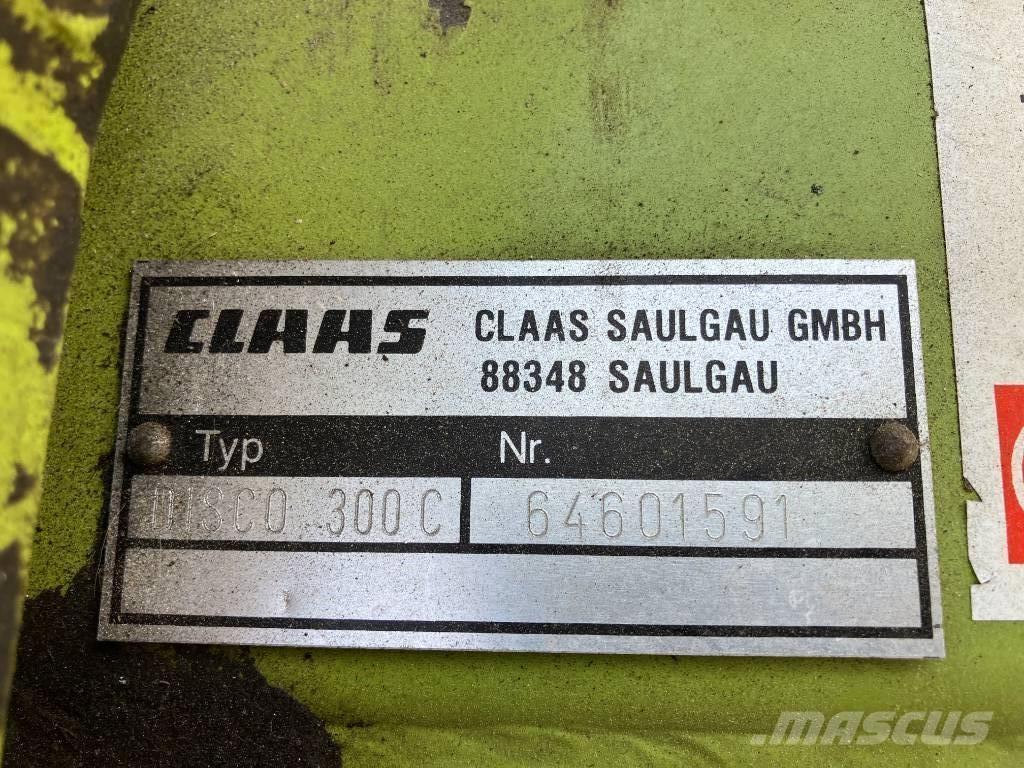 CLAAS CLAAS SAULGAU GMBH
88348 SAULGAU
Typ Nr.
DISCO 300 C 64601591
MASCUS